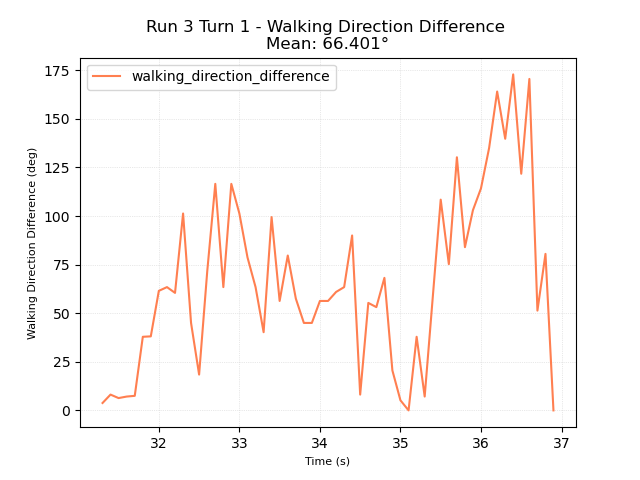 Run 3 Turn 1 - Walking Direction Difference
Mean: 66.401°
walking_direction_difference
175
150
125
100
75
50
25
0
Walking Direction Difference (deg)
32
33
34
35
36
37
Time (s)